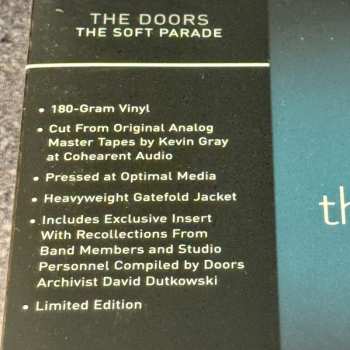 THE DOORS
THE SOFT PARADE
• 180-Gram Vinyl
• Cut From Original Analog
Master Tapes by Kevin Gray
at Cohearent Audio
• Pressed at Optimal Media
• Heavyweight Gatefold Jacket
• Includes Exclusive Insert
With Recollections From
Band Members and Studio
Personnel Compiled by Doors
Archivist David Dutkowski
• Limited Edition
th